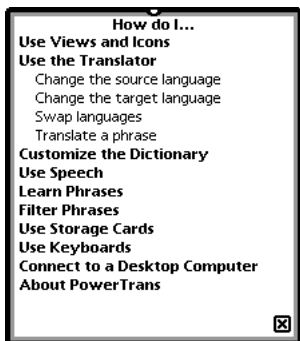 How do I...
Use Views and Icons
Use the Translator
Change the source language
Change the target language
Swap languages
Translate a phrase
Customize the Dictionary
Use Speech
Learn Phrases
Filter Phrases
Use Storage Cards
Use Keyboards
Connect to a Desktop Computer
About PowerTrans